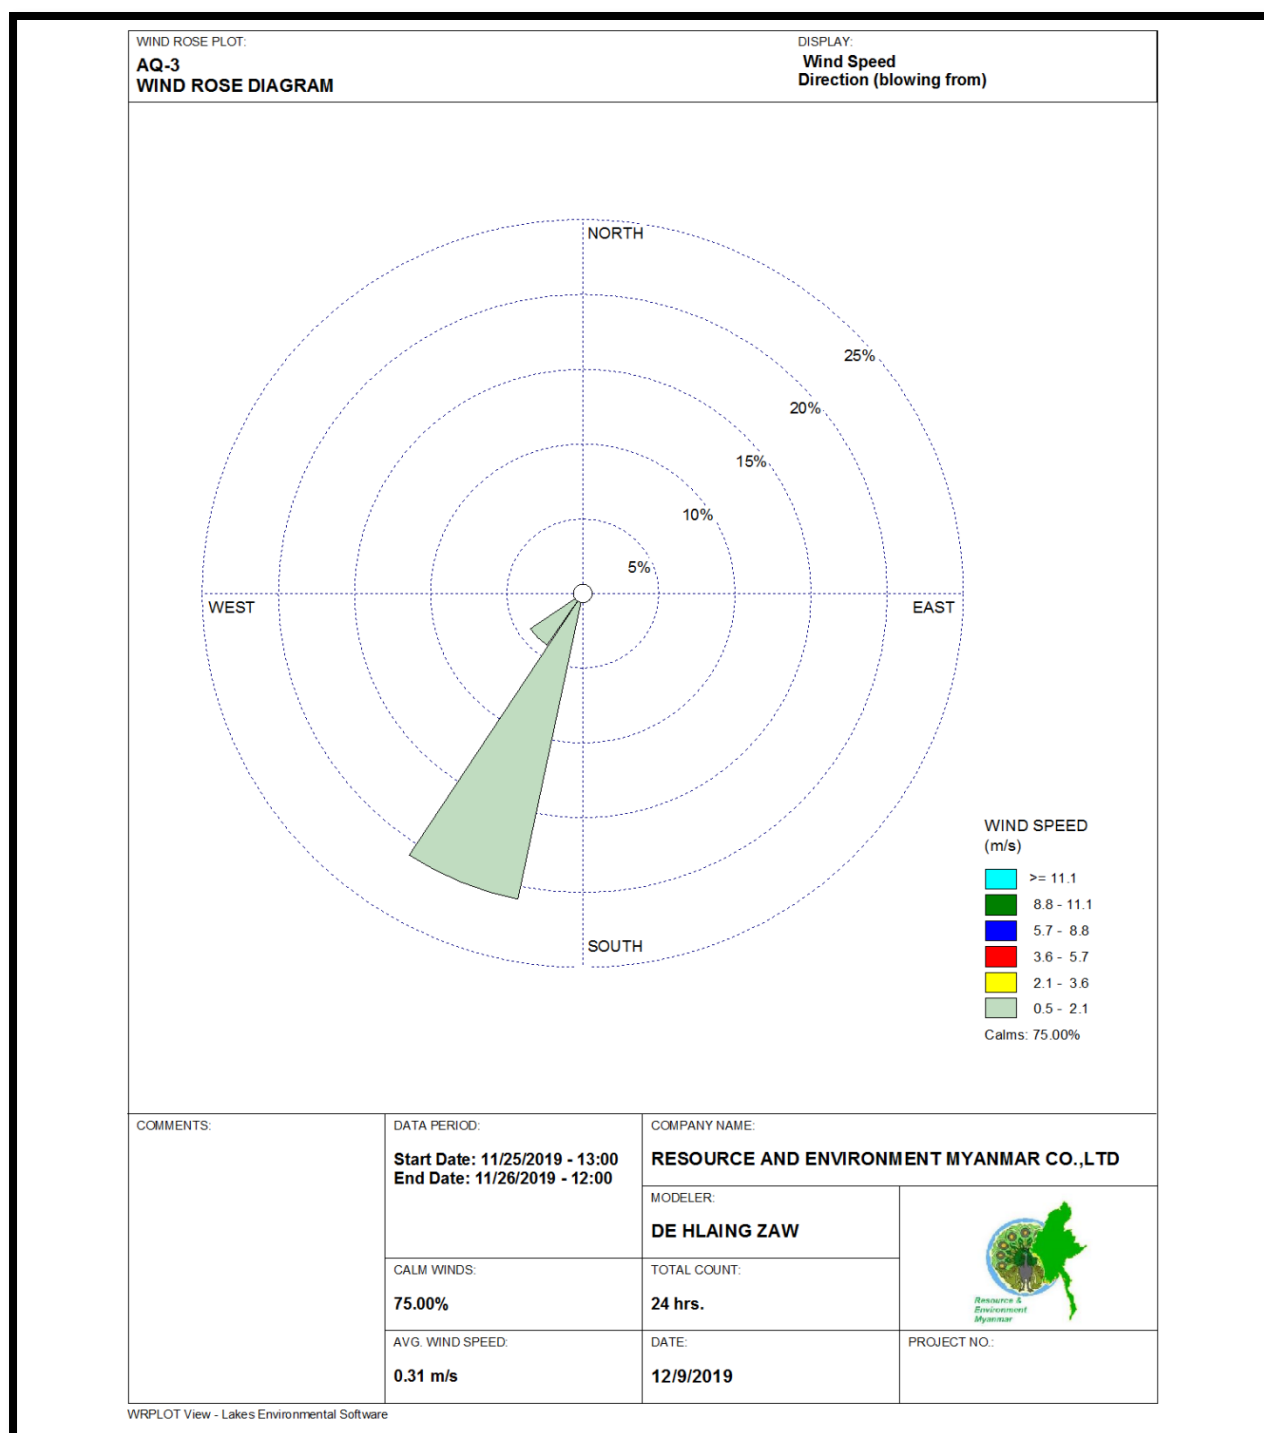 WIND ROSE PLOT:
AQ-3
WIND ROSE DIAGRAM
DISPLAY:
Wind Speed
Direction (blowing from)
NORTH
25%
20%
15%
10%
5%
WEST
EAST
SOUTH
WIND SPEED
(m/s)
>= 11.1
8.8 - 11.1
5.7 - 8.8
3.6 - 5.7
2.1 - 3.6
0.5 - 2.1
Calms: 75.00%
COMMENTS:
DATA PERIOD:
Start Date: 11/25/2019 - 13:00
End Date: 11/26/2019 - 12:00
COMPANY NAME:
RESOURCE AND ENVIRONMENT MYANMAR CO.,LTD
MODELER:
DE HLAING ZAW
CALM WINDS:
75.00%
TOTAL COUNT:
24 hrs.
Resource &
Environment
Myanmar
AVG. WIND SPEED:
0.31 m/s
DATE:
12/9/2019
PROJECT NO.:
WRPLOT View - Lakes Environmental Software